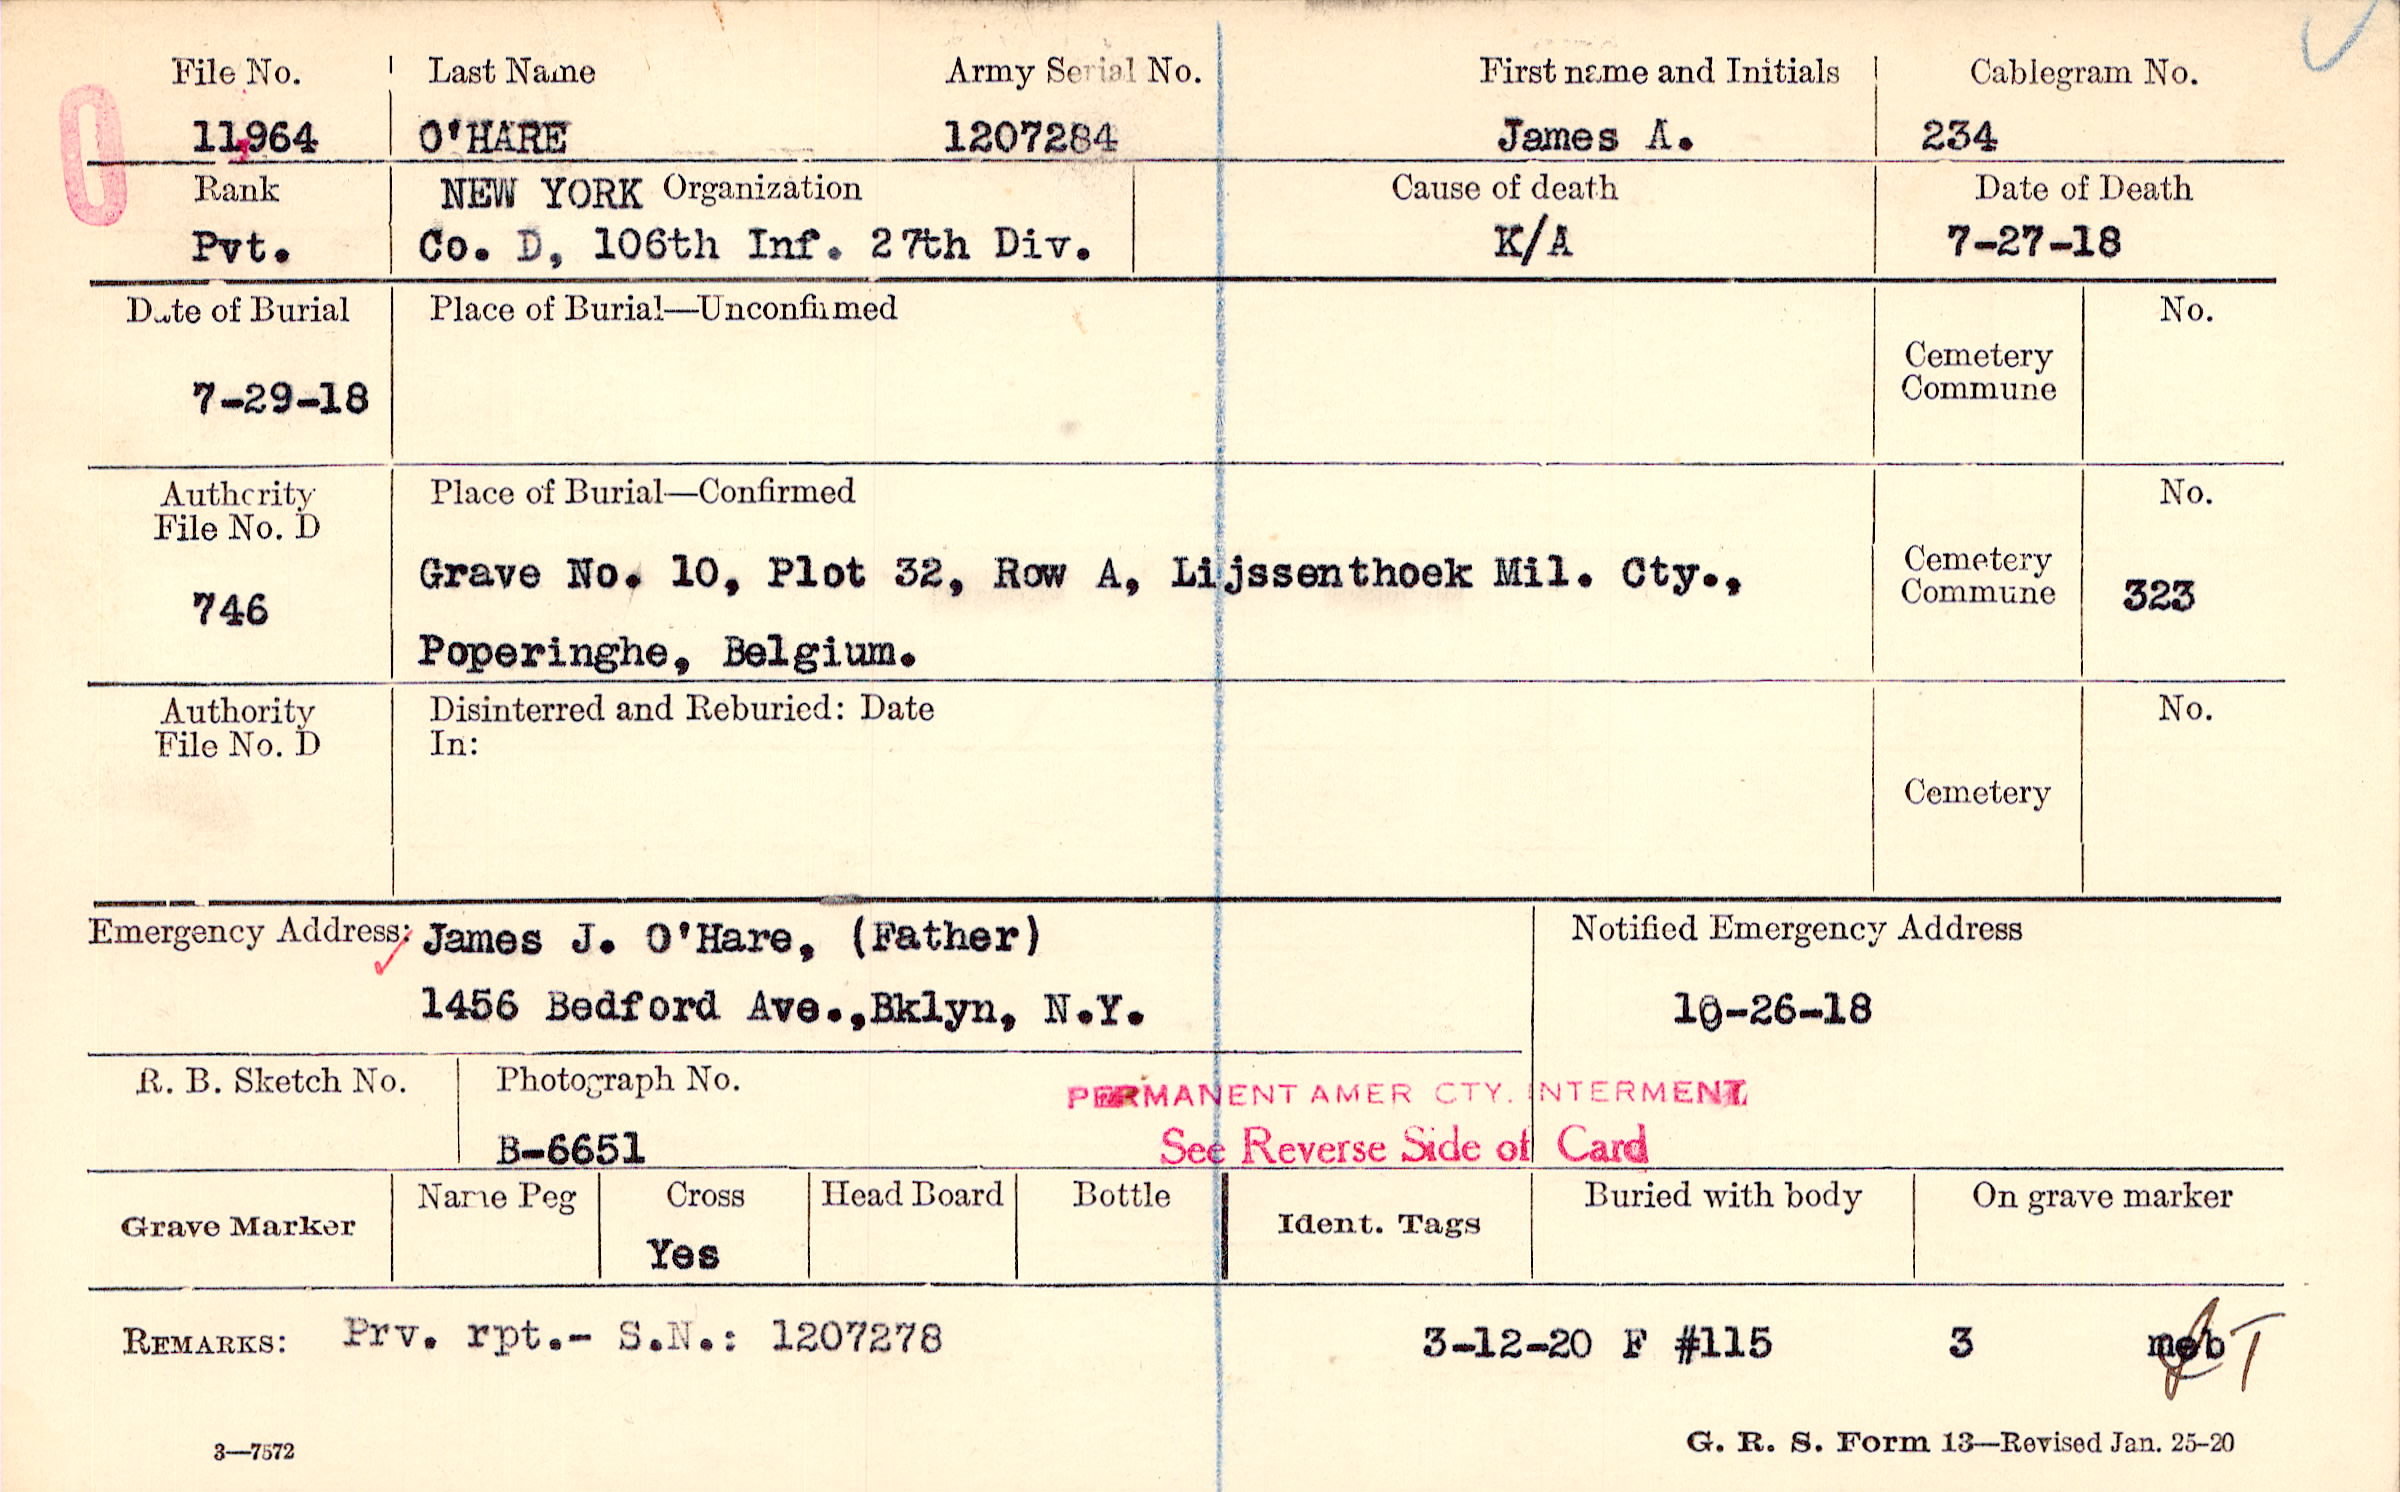 File No. Last Name Army Serial No. First name and Initials Cablegram No.
11,964 O'HARE 1207284 James A. 234
Rank NEW YORK Organization Cause of death Date of Death
Pvt. Co. D, 106th Inf. 27th Div. K/A 7-27-18
Date of Burial Place of Burial—Unconfirmed No.
Cemetery
Commune
7-29-18
Authority Place of Burial—Confirmed No.
File No. D
Grave No. 10, Plot 32, Row A, Lijssenthoek Mil. Cty., Cemetery
746 Commune 323
Poperinghe, Belgium.
Authority Disinterred and Reburied: Date No.
File No. D In:
Cemetery
Emergency Address: James J. O'Hare, (Father) Notified Emergency Address
1456 Bedford Ave.,Bklyn, N.Y. 10-26-18
R. B. Sketch No. Photograph No. PERMANENT AMER CTY. INTERMENT
B-6651 See Reverse Side of Card
Grave Marker Name Peg Cross Head Board Bottle Ident. Tags Buried with body On grave marker
Yes
REMARKS: Prv. rpt.- S.N.: 1207278 3-12-20 F #115 3 meb
3—7572 G. R. S. Form 13—Revised Jan. 25-20